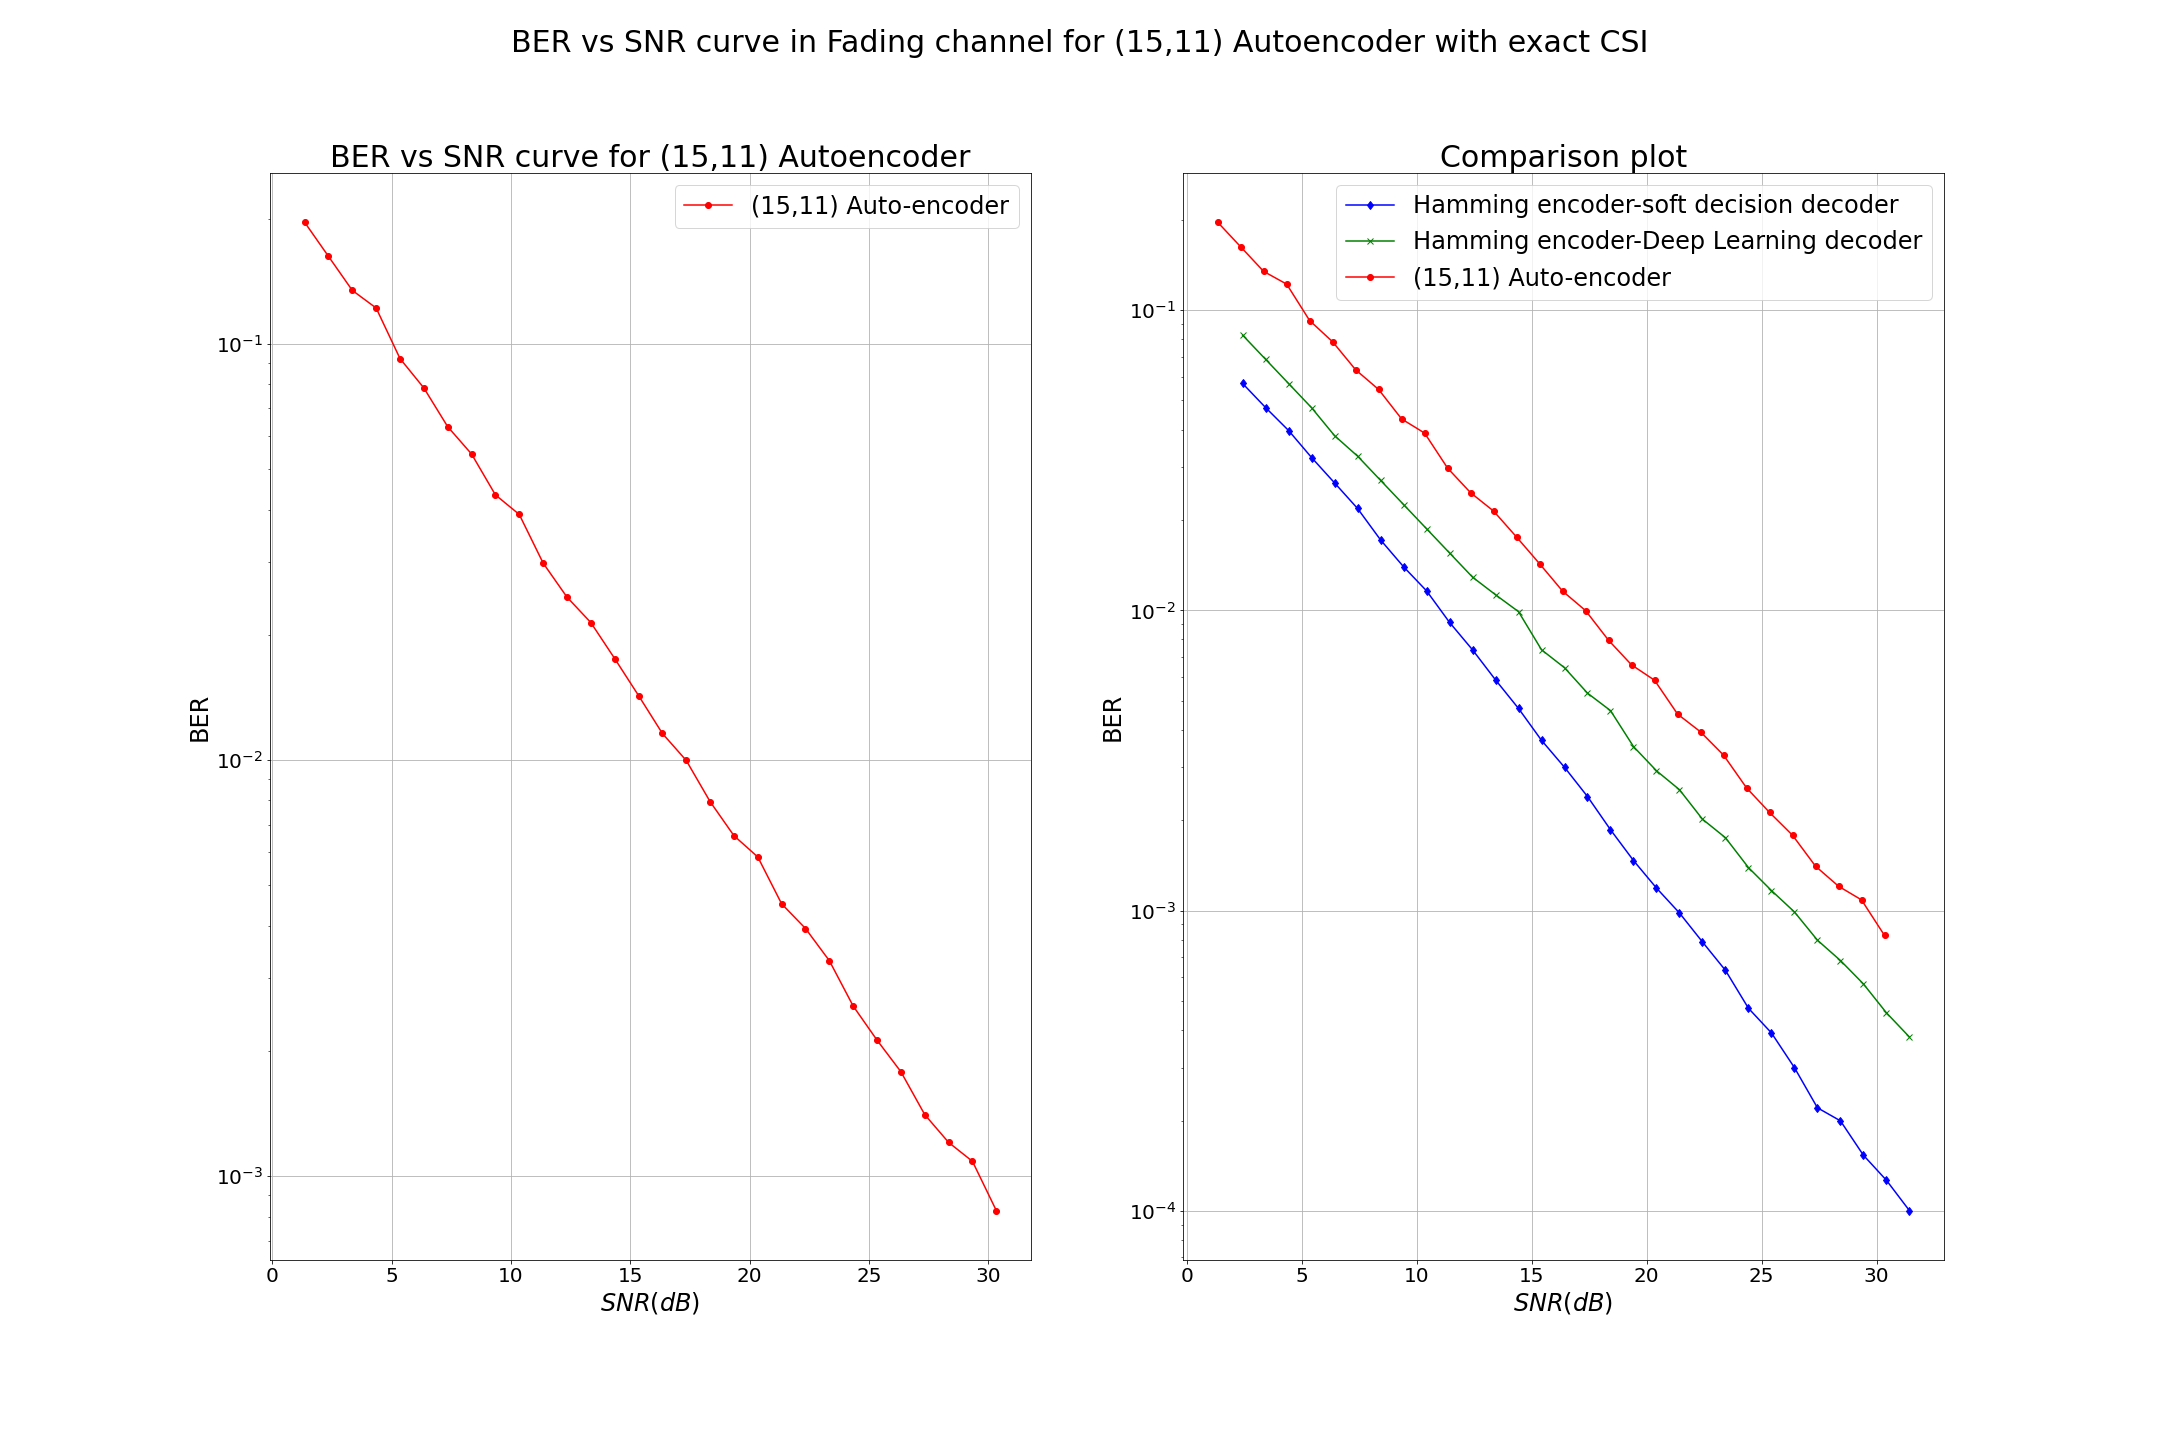 BER vs SNR curve in Fading channel for (15,11) Autoencoder with exact CSI
BER vs SNR curve for (15,11) Autoencoder
(15,11) Auto-encoder
10⁻¹
10⁻²
10⁻³
BER
0 5 10 15 20 25 30
SNR(dB)
Comparison plot
Hamming encoder-soft decision decoder
Hamming encoder-Deep Learning decoder
(15,11) Auto-encoder
10⁻¹
10⁻²
10⁻³
10⁻⁴
BER
0 5 10 15 20 25 30
SNR(dB)